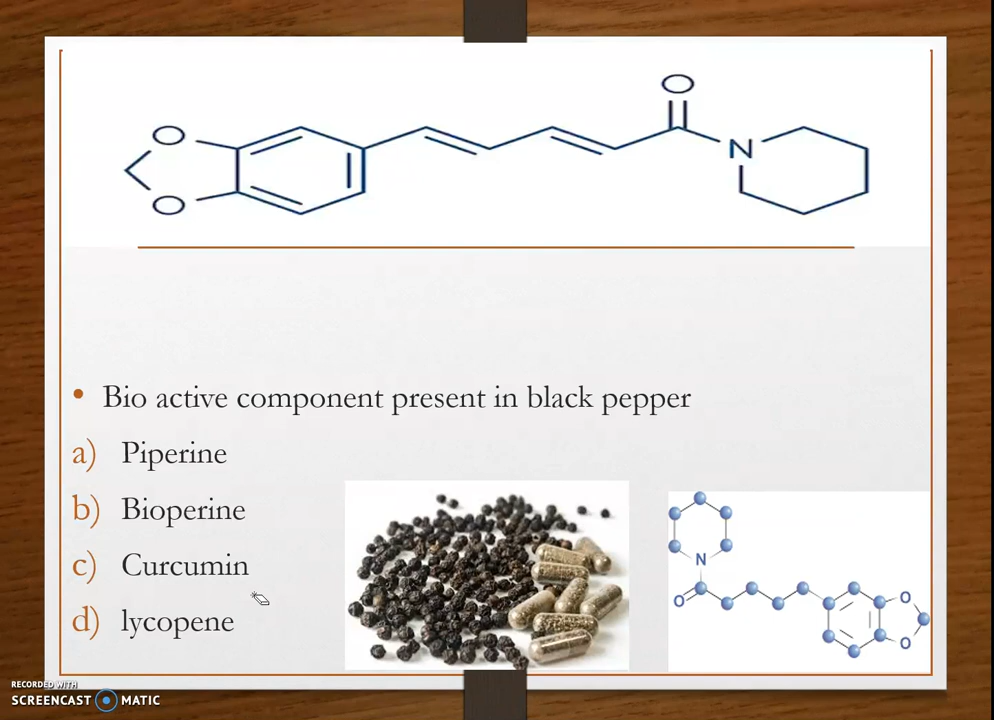 O
O
O
N
• Bio active component present in black pepper
a) Piperine
b) Bioperine
c) Curcumin
d) lycopene
N
O
O
O
RECORDED WITH
SCREENCAST MATIC